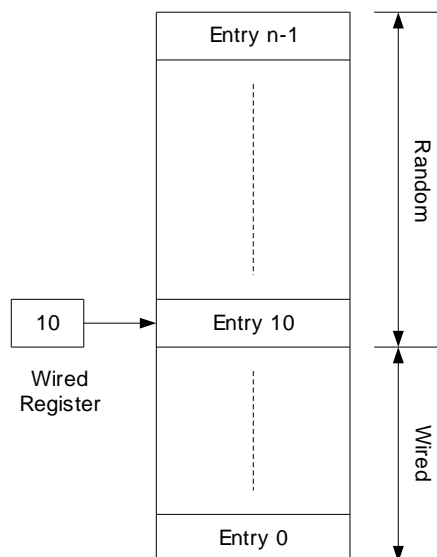 Entry n-1
Random
10
Entry 10
Wired
Register
Wired
Entry 0